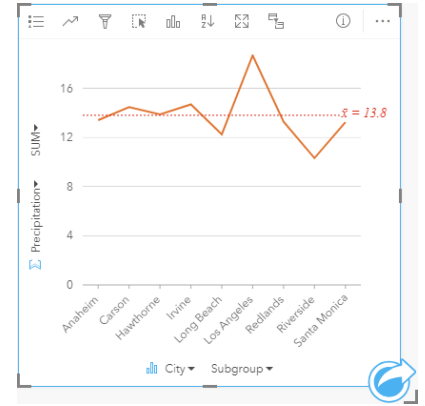 16
x̄ = 13.8
12
8
4
0
SUM
Precipitation
Anaheim
Carson
Hawthorne
Irvine
Long Beach
Los Angeles
Redlands
Riverside
Santa Monica
City Subgroup